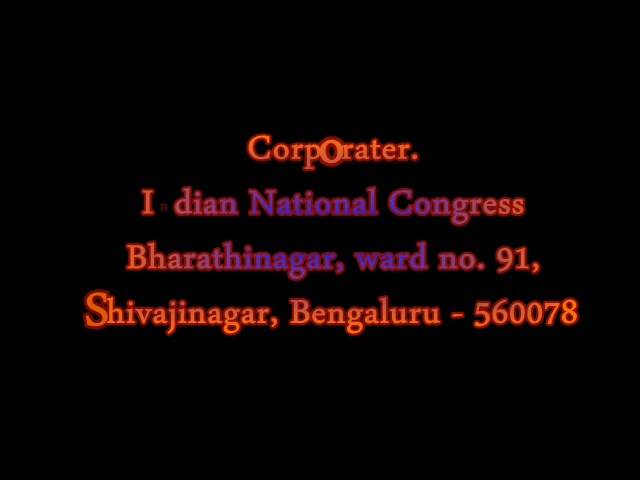 Corporater.
Indian National Congress
Bharathinagar, ward no. 91,
Shivajinagar, Bengaluru - 560078